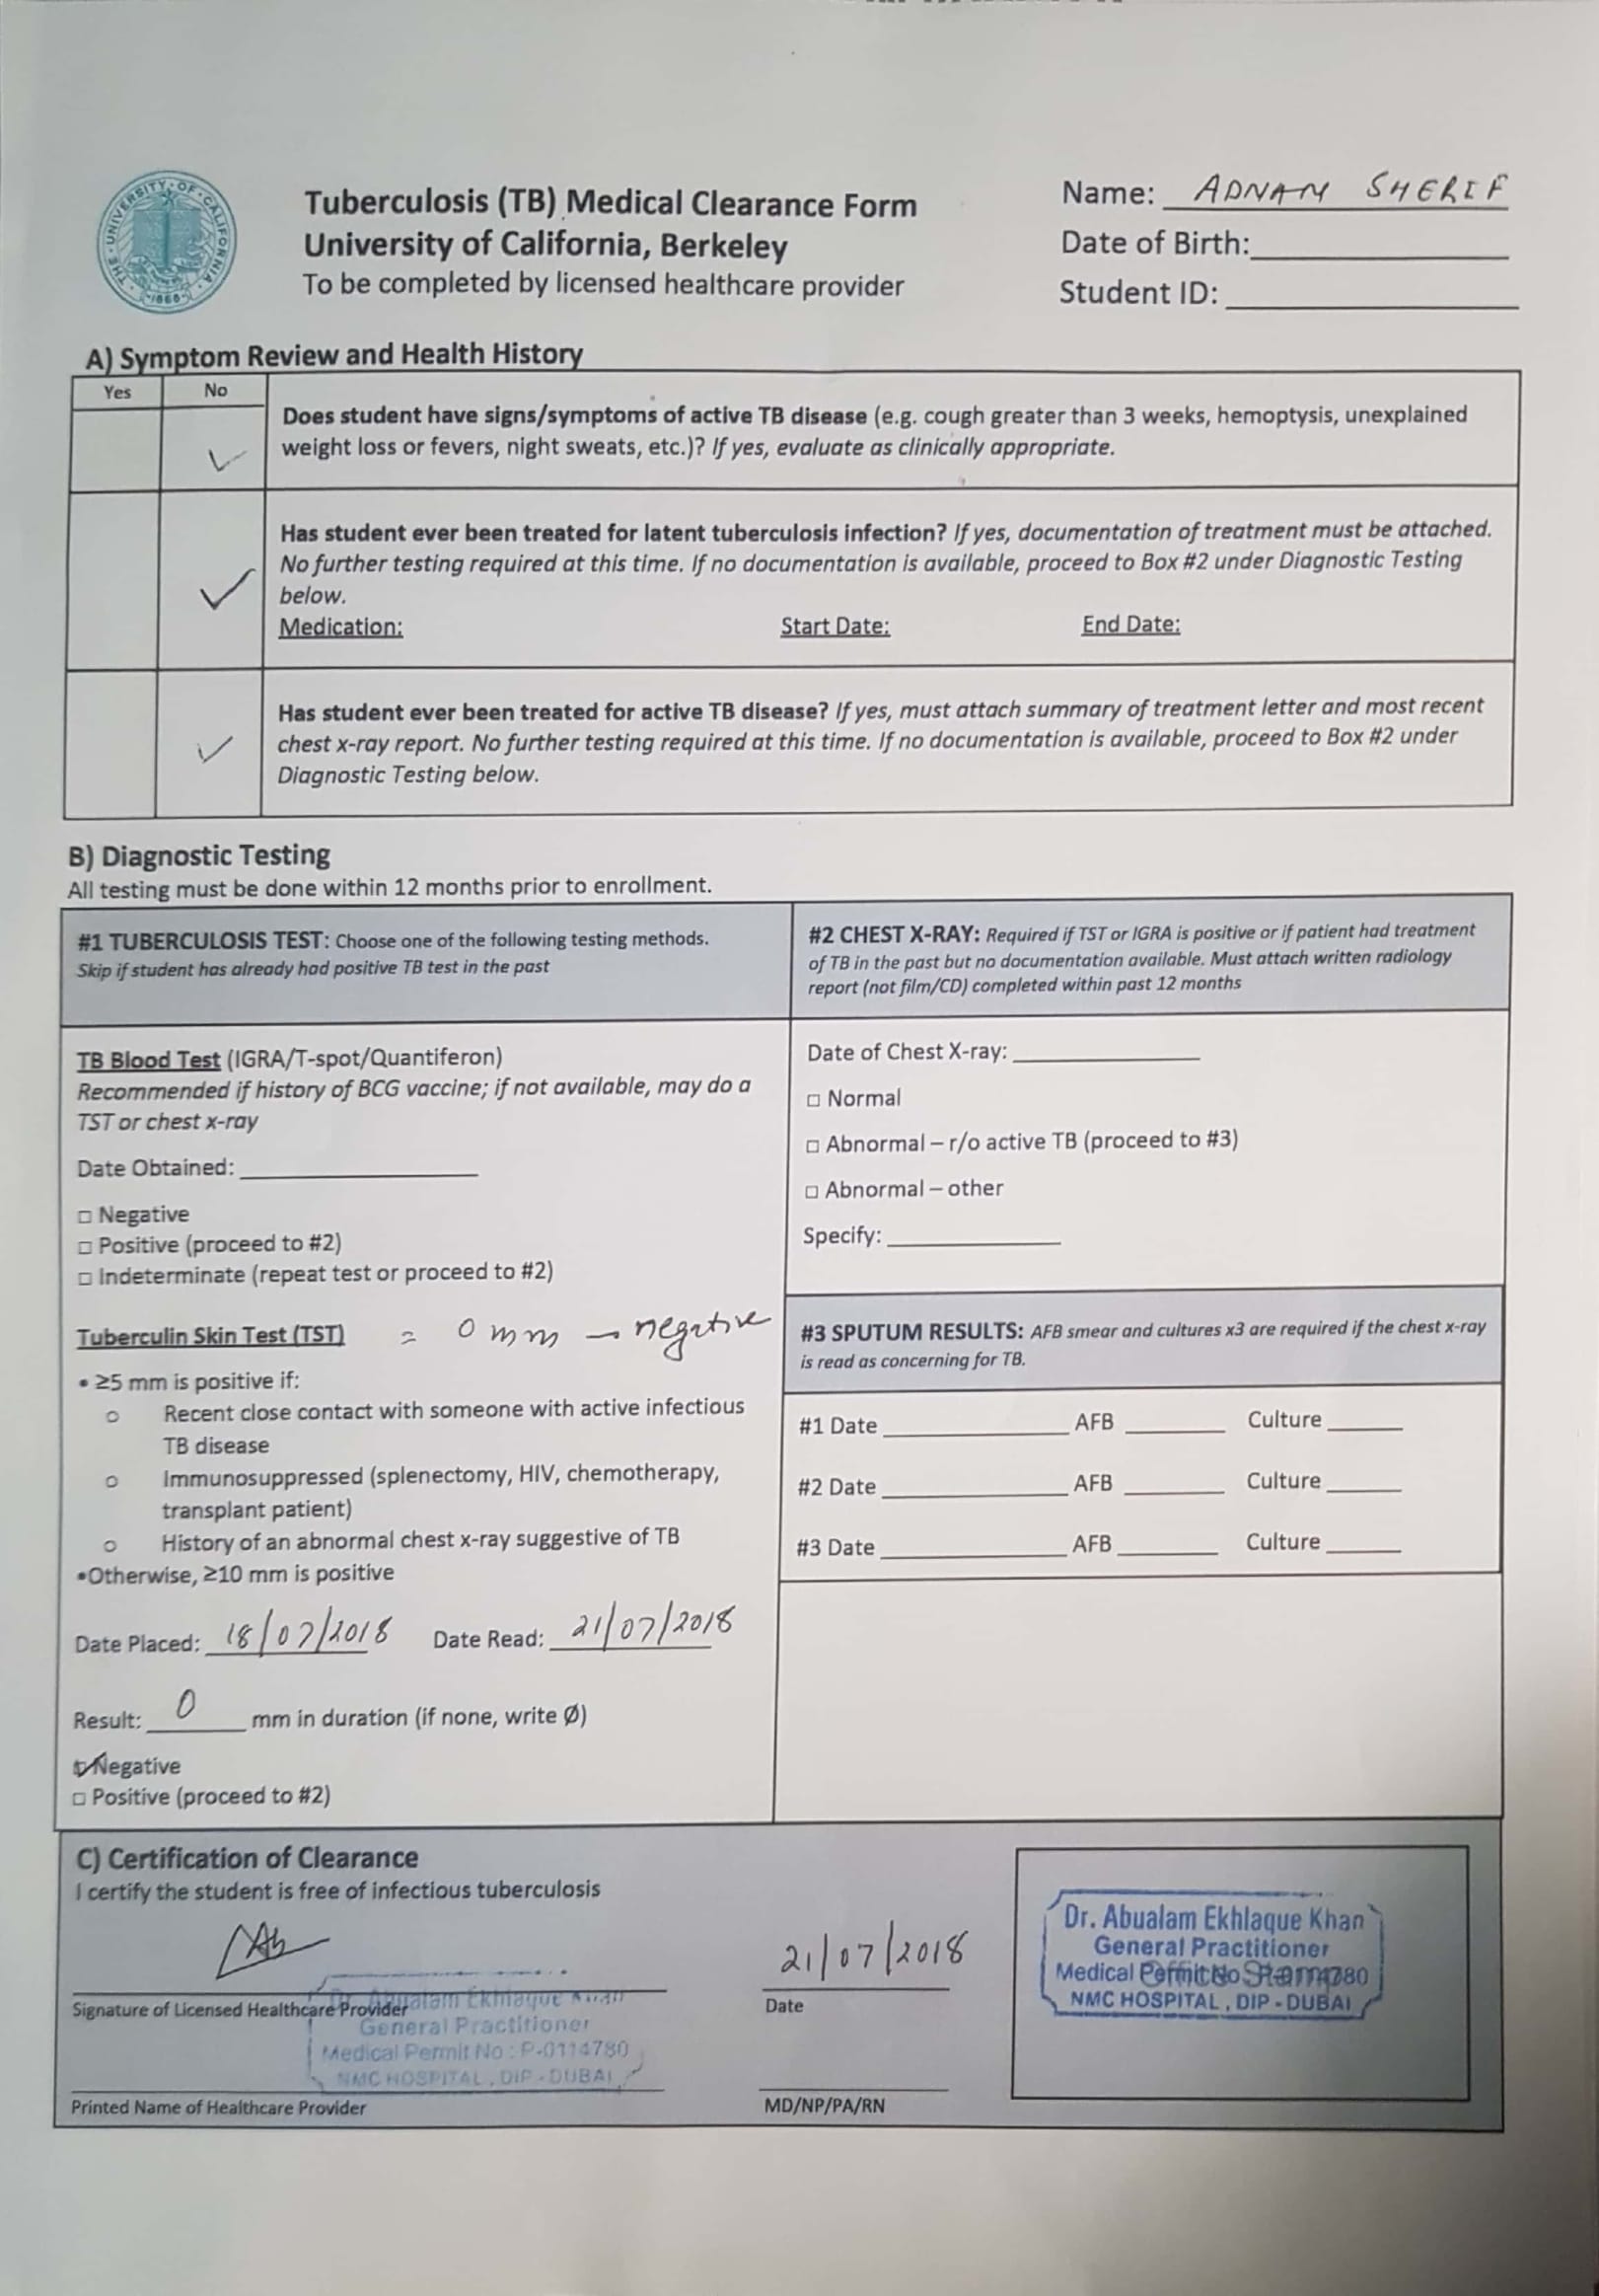 THE · UNIVERSITY · OF · CALIFORNIA · 1868 ·
Tuberculosis (TB) Medical Clearance Form
University of California, Berkeley
To be completed by licensed healthcare provider
Name: ADNAN SHERIF
Date of Birth:
Student ID:
A) Symptom Review and Health History
Yes No
Does student have signs/symptoms of active TB disease (e.g. cough greater than 3 weeks, hemoptysis, unexplained
weight loss or fevers, night sweats, etc.)? If yes, evaluate as clinically appropriate.
Has student ever been treated for latent tuberculosis infection? If yes, documentation of treatment must be attached.
No further testing required at this time. If no documentation is available, proceed to Box #2 under Diagnostic Testing
below.
Medication: Start Date: End Date:
Has student ever been treated for active TB disease? If yes, must attach summary of treatment letter and most recent
chest x-ray report. No further testing required at this time. If no documentation is available, proceed to Box #2 under
Diagnostic Testing below.
B) Diagnostic Testing
All testing must be done within 12 months prior to enrollment.
#1 TUBERCULOSIS TEST: Choose one of the following testing methods.
Skip if student has already had positive TB test in the past
TB Blood Test (IGRA/T-spot/Quantiferon)
Recommended if history of BCG vaccine; if not available, may do a
TST or chest x-ray
Date Obtained:
□ Negative
□ Positive (proceed to #2)
□ Indeterminate (repeat test or proceed to #2)
Tuberculin Skin Test (TST) = 0 mm — negative
• ≥5 mm is positive if:
o Recent close contact with someone with active infectious
TB disease
o Immunosuppressed (splenectomy, HIV, chemotherapy,
transplant patient)
o History of an abnormal chest x-ray suggestive of TB
•Otherwise, ≥10 mm is positive
Date Placed: 18/07/2018 Date Read: 21/07/2018
Result: 0 mm in duration (if none, write Ø)
☑ Negative
□ Positive (proceed to #2)
#2 CHEST X-RAY: Required if TST or IGRA is positive or if patient had treatment
of TB in the past but no documentation available. Must attach written radiology
report (not film/CD) completed within past 12 months
Date of Chest X-ray:
□ Normal
□ Abnormal – r/o active TB (proceed to #3)
□ Abnormal – other
Specify:
#3 SPUTUM RESULTS: AFB smear and cultures x3 are required if the chest x-ray
is read as concerning for TB.
#1 Date AFB Culture
#2 Date AFB Culture
#3 Date AFB Culture
C) Certification of Clearance
I certify the student is free of infectious tuberculosis
21/07/2018
Signature of Licensed Healthcare Provider
Date
Dr. Abualam Ekhlaque Khan
General Practitioner
Medical Permit No : P-0114780
NMC HOSPITAL , DIP - DUBAI
Printed Name of Healthcare Provider
MD/NP/PA/RN
Dr. Abualam Ekhlaque Khan
General Practitioner
Medical Permit No
Office Stamp
NMC HOSPITAL , DIP - DUBAI